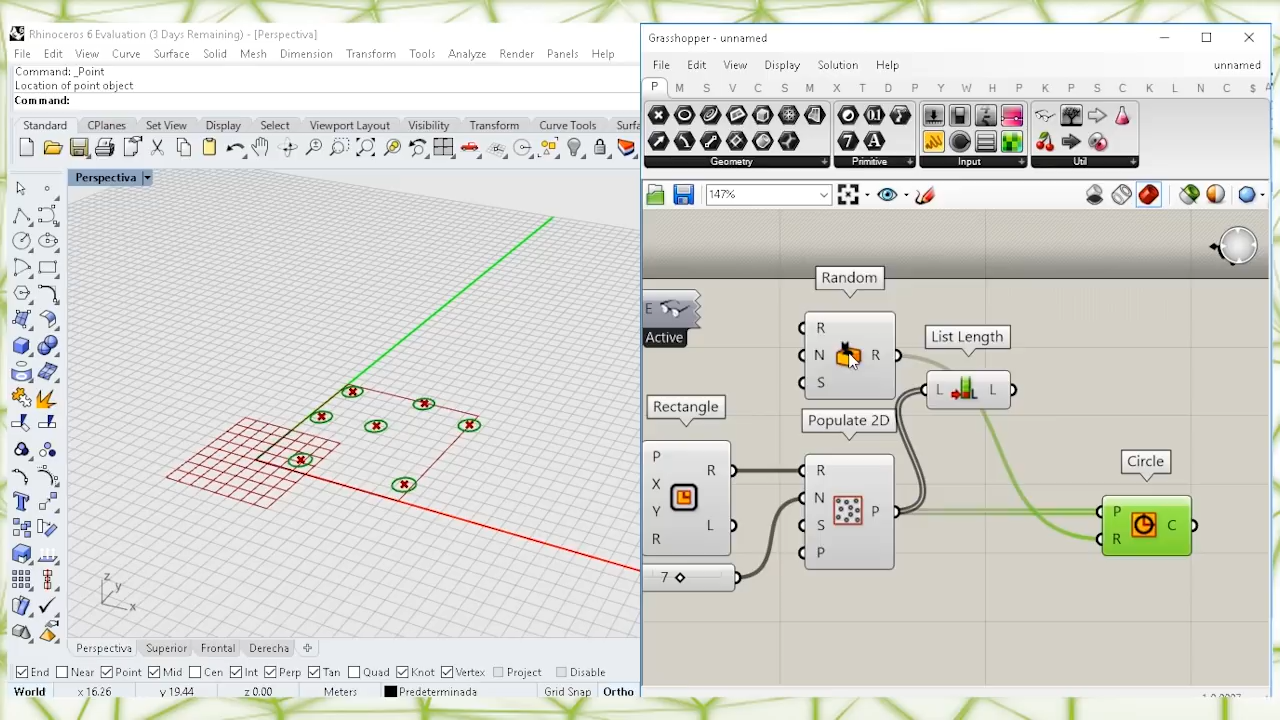 Rhinoceros 6 Evaluation (3 Days Remaining) - [Perspectiva]
File Edit View Curve Surface Solid Mesh Dimension Transform Tools Analyze Render Panels Help
Command: _Point
Location of point object
Command:
Standard CPlanes Set View Display Select Viewport Layout Visibility Transform Curve Tools Surfa
Perspectiva
z
y
x
Perspectiva Superior Frontal Derecha
End Near Point Mid Cen Int Perp Tan Quad Knot Vertex Project Disable
World x 16.26 y 19.44 z 0.00 Meters Predeterminada Grid Snap Ortho
Grasshopper - unnamed
File Edit View Display Solution Help unnamed
P M S V C S M X T D P K P S C K L N C $
Geometry Primitive Input Util
147%
Random
E
Active
R
N R
S
List Length
L L
Rectangle
P
X R
Y
L
R
7
Populate 2D
R
N
S P
P
Circle
P C
R